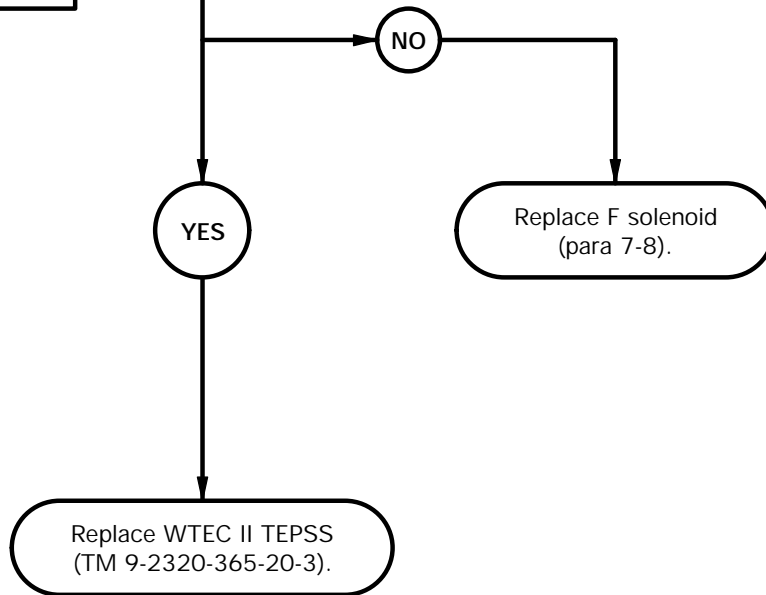 NO
YES
Replace F solenoid
(para 7-8).
Replace WTEC II TEPSS
(TM 9-2320-365-20-3).